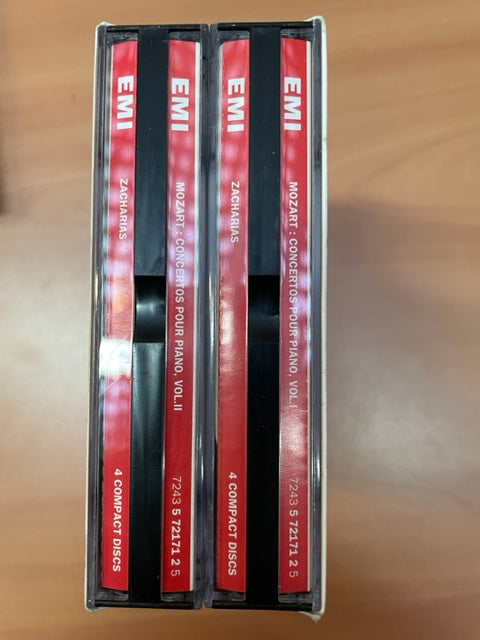 EMI ZACHARIAS 4 COMPACT DISCS
EMI MOZART : CONCERTOS POUR PIANO, VOL.II 7243 5 72171 2 5
EMI ZACHARIAS 4 COMPACT DISCS
EMI MOZART : CONCERTOS POUR PIANO, VOL.I 7243 5 72171 2 5